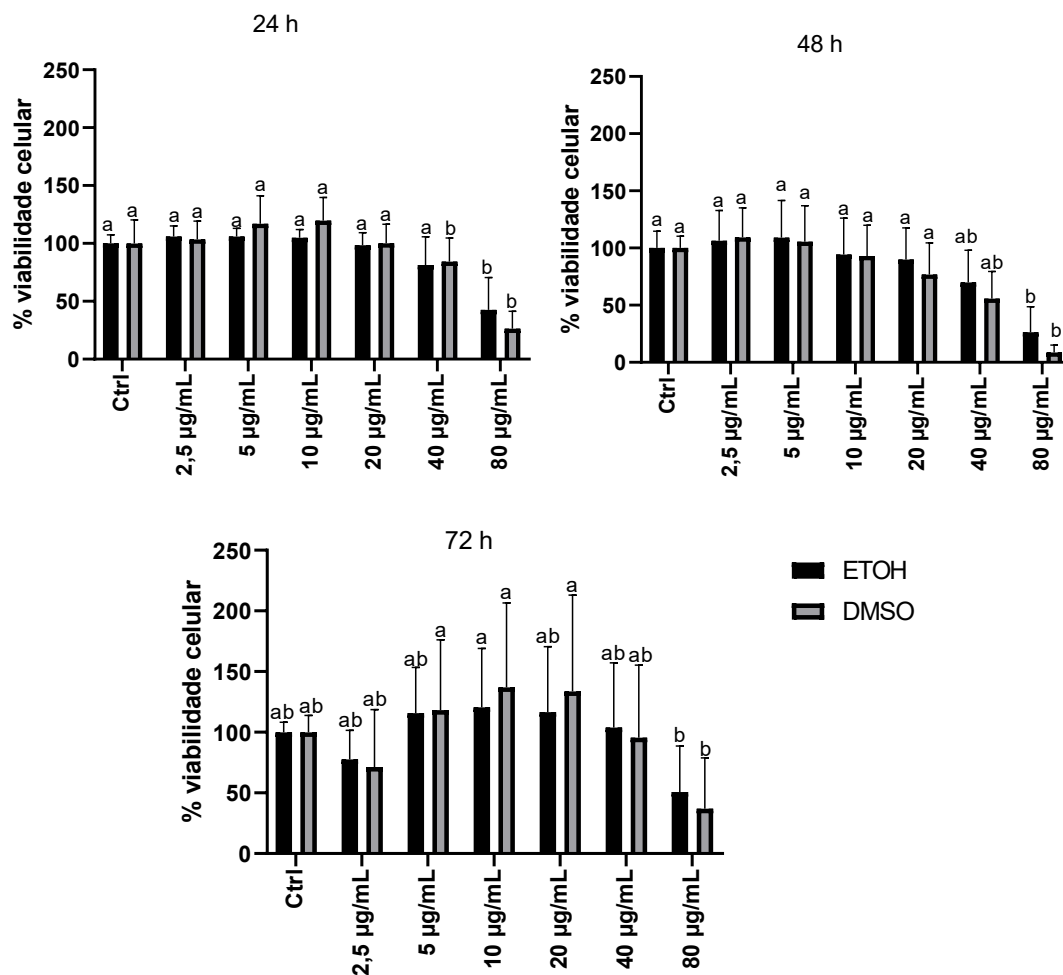 24 h
% viabilidade celular
250
200
150
100
50
0
a a a a a a a a a a a b b b
Ctrl
2,5 µg/mL
5 µg/mL
10 µg/mL
20 µg/mL
40 µg/mL
80 µg/mL
48 h
% viabilidade celular
250
200
150
100
50
0
a a a a a a a a a a ab ab b b
Ctrl
2,5 µg/mL
5 µg/mL
10 µg/mL
20 µg/mL
40 µg/mL
80 µg/mL
72 h
% viabilidade celular
250
200
150
100
50
0
ab ab ab ab ab a a a ab a ab ab b b
Ctrl
2,5 µg/mL
5 µg/mL
10 µg/mL
20 µg/mL
40 µg/mL
80 µg/mL
ETOH
DMSO